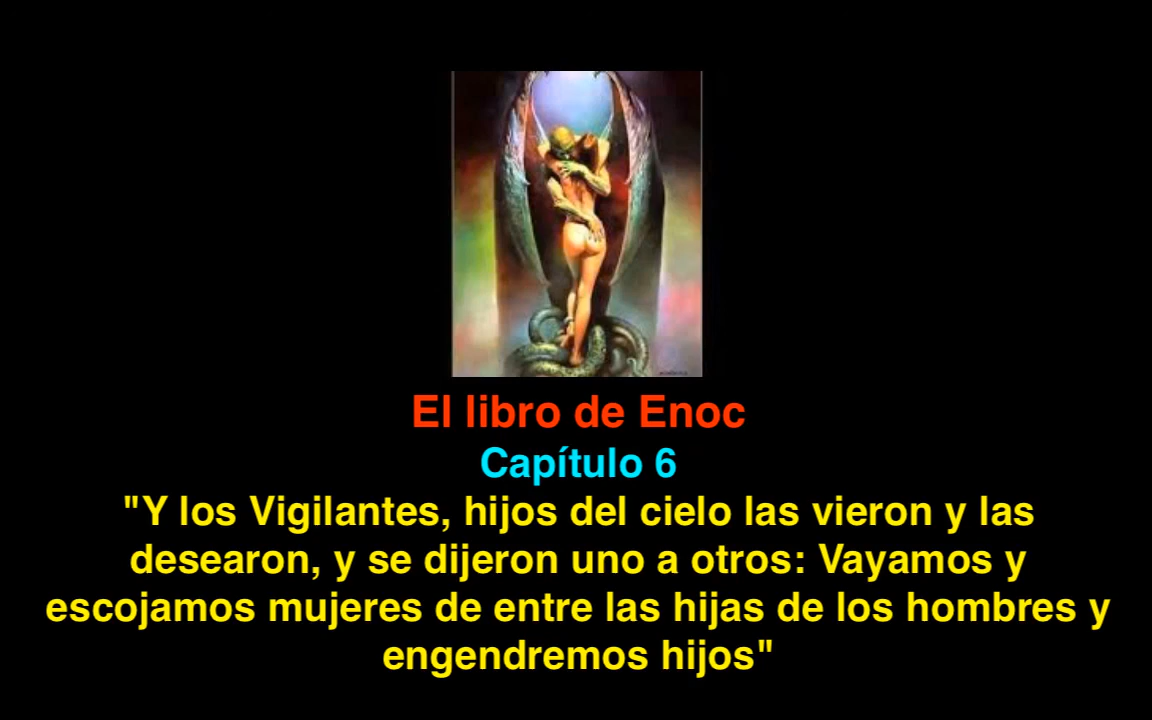 El libro de Enoc
Capítulo 6
"Y los Vigilantes, hijos del cielo las vieron y las
desearon, y se dijeron uno a otros: Vayamos y
escojamos mujeres de entre las hijas de los hombres y
engendremos hijos"